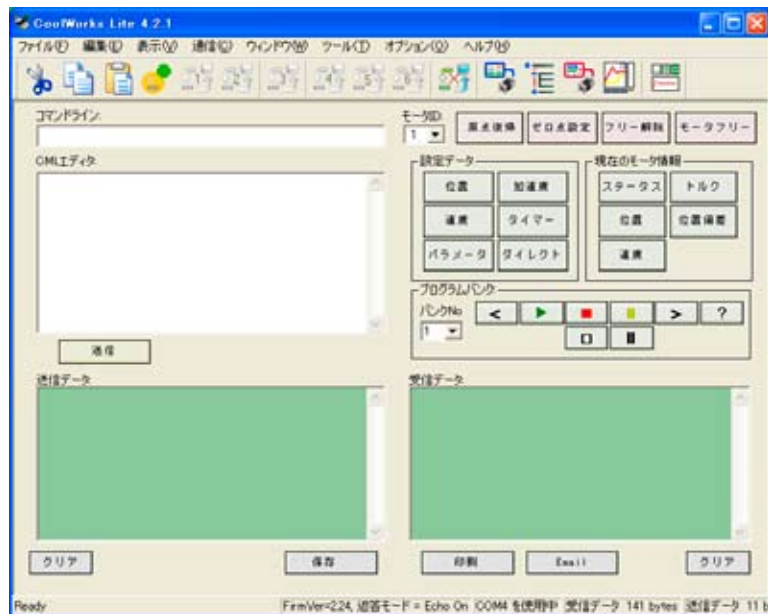 CoolWorks Lite 4.2.1
ファイル(F) 編集(E) 表示(V) 通信(C) ウィンドウ(W) ツール(T) オプション(O) ヘルプ(H)
コマンドライン:
モータID:
1
原点復帰 ゼロ点設定 フリー解除 モータフリー
CMLエディタ:
設定データ
位置 加速度
速度 タイマー
パラメータ ダイレクト
現在のモータ情報
ステータス トルク
位置 位置偏差
速度
プログラムバンク
バンクNo
1
< > ?
[]
送信
送信データ:
受信データ:
クリア 保存 印刷 Email クリア
Ready FirmVer=2.24, 返答モード = Echo On COM4 を使用中 受信データ 141 bytes 送信データ 11 b